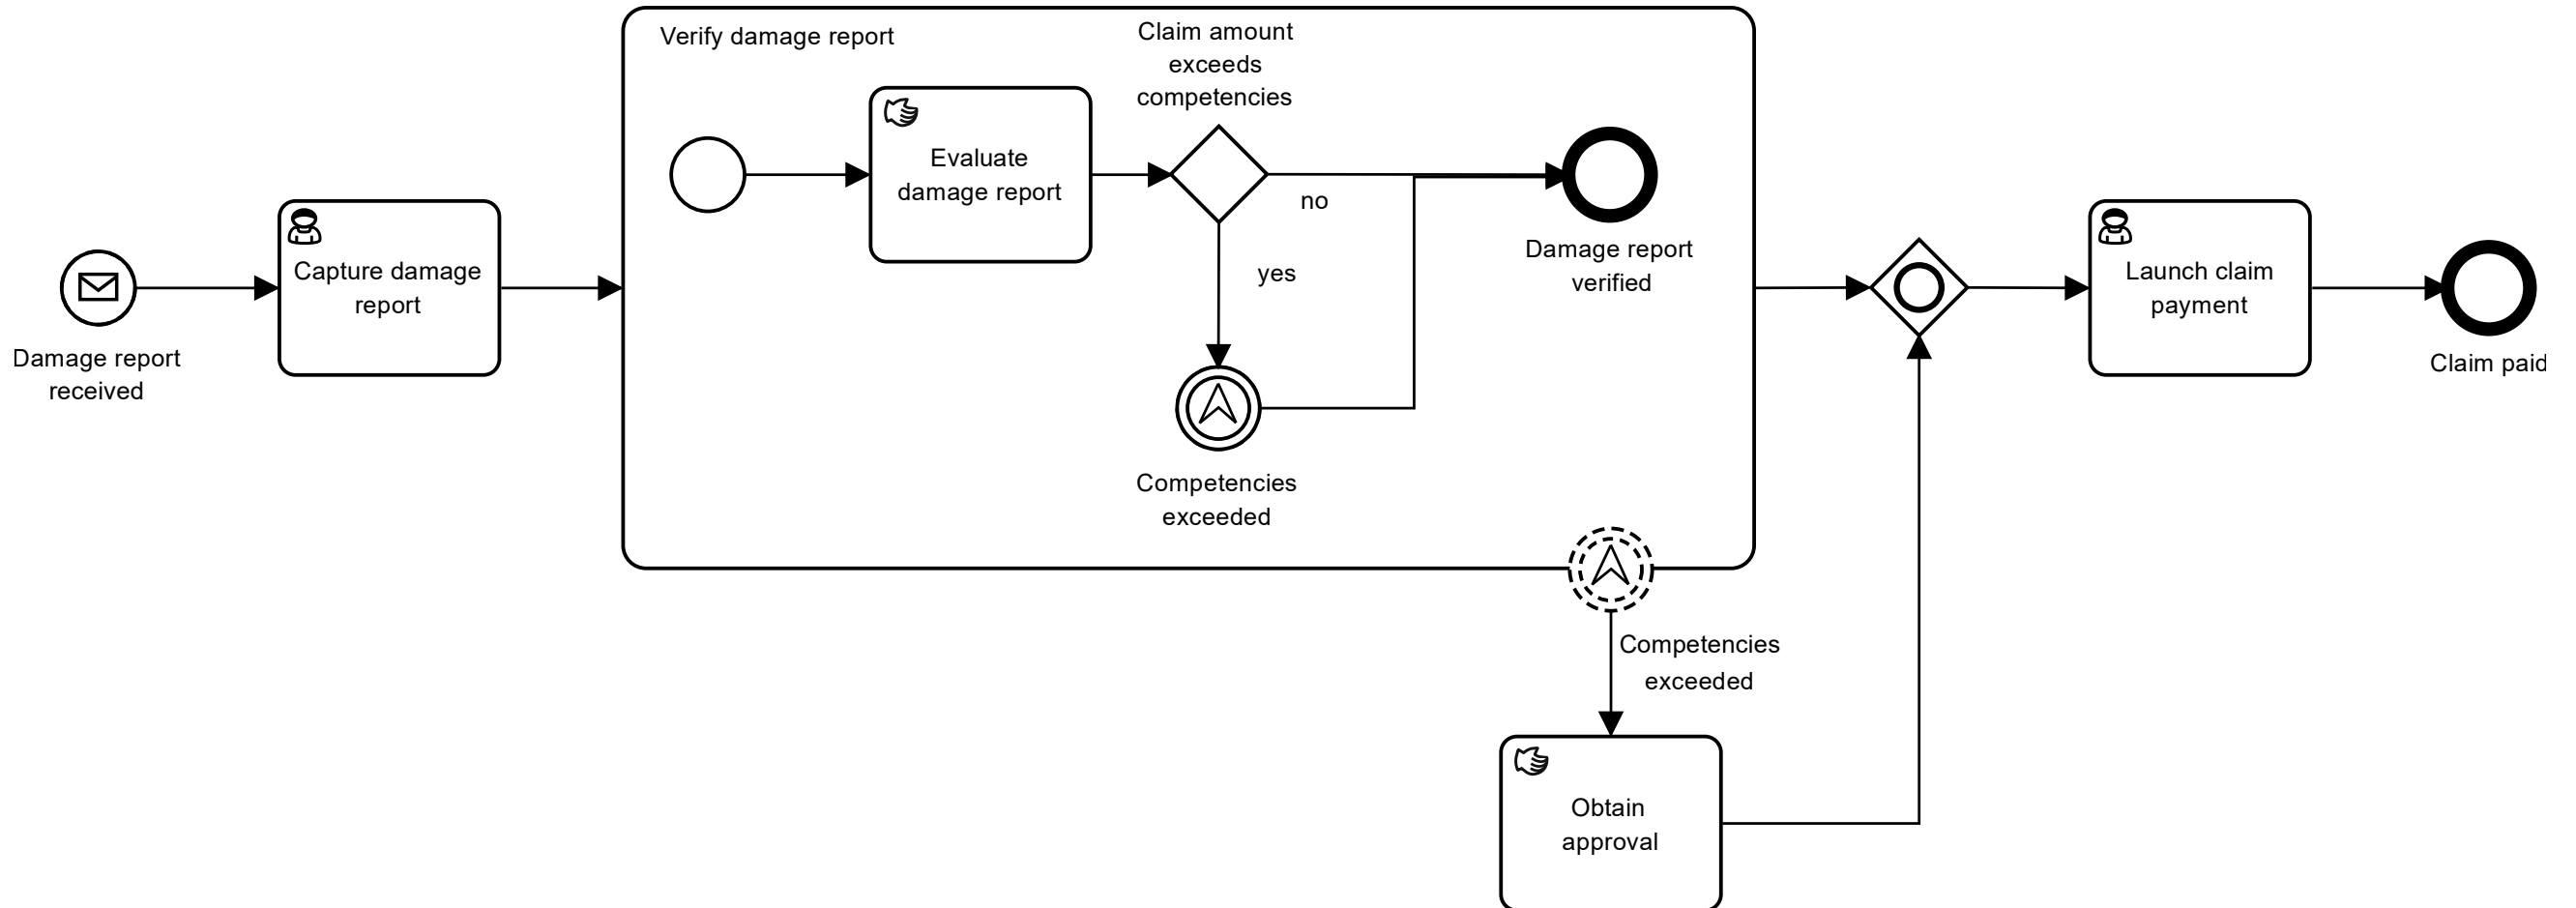 Verify damage report
Claim amount
exceeds
competencies
Evaluate
damage report
no
yes
Damage report
verified
Capture damage
report
Damage report
received
Launch claim
payment
Claim paid
Competencies
exceeded
Competencies
exceeded
Obtain
approval